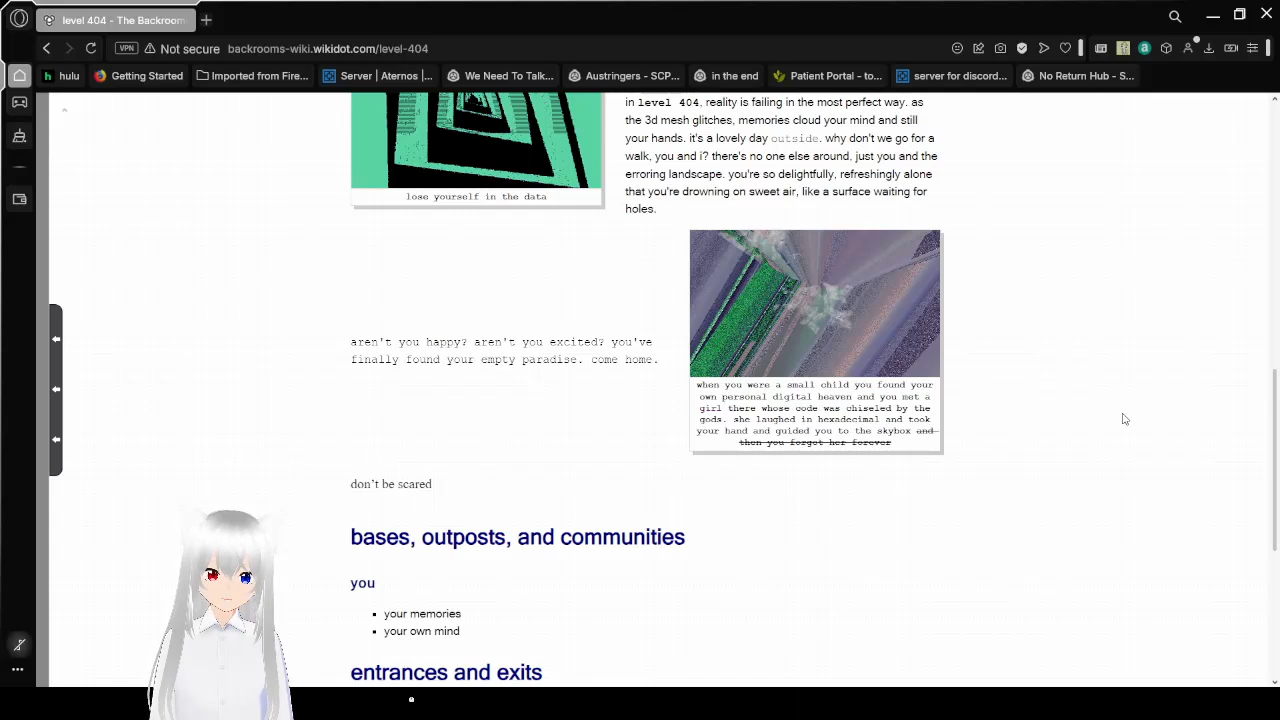 level 404 - The Backroom
VPN
Not secure
backrooms-wiki.wikidot.com/level-404
hulu
Getting Started
Imported from Fire...
Server | Aternos |...
We Need To Talk...
Austringers - SCP...
in the end
Patient Portal - to...
server for discord...
No Return Hub - S...
in level 404, reality is failing in the most perfect way. as
the 3d mesh glitches, memories cloud your mind and still
your hands. it's a lovely day outside. why don't we go for a
walk, you and i? there's no one else around, just you and the
erroring landscape. you're so delightfully, refreshingly alone
that you're drowning on sweet air, like a surface waiting for
holes.
lose yourself in the data
aren't you happy? aren't you excited? you've
finally found your empty paradise. come home.
when you were a small child you found your
own personal digital heaven and you met a
girl there whose code was chiseled by the
gods. she laughed in hexadecimal and took
your hand and guided you to the skybox and
then you forgot her forever
don't be scared
bases, outposts, and communities
you
your memories
your own mind
entrances and exits